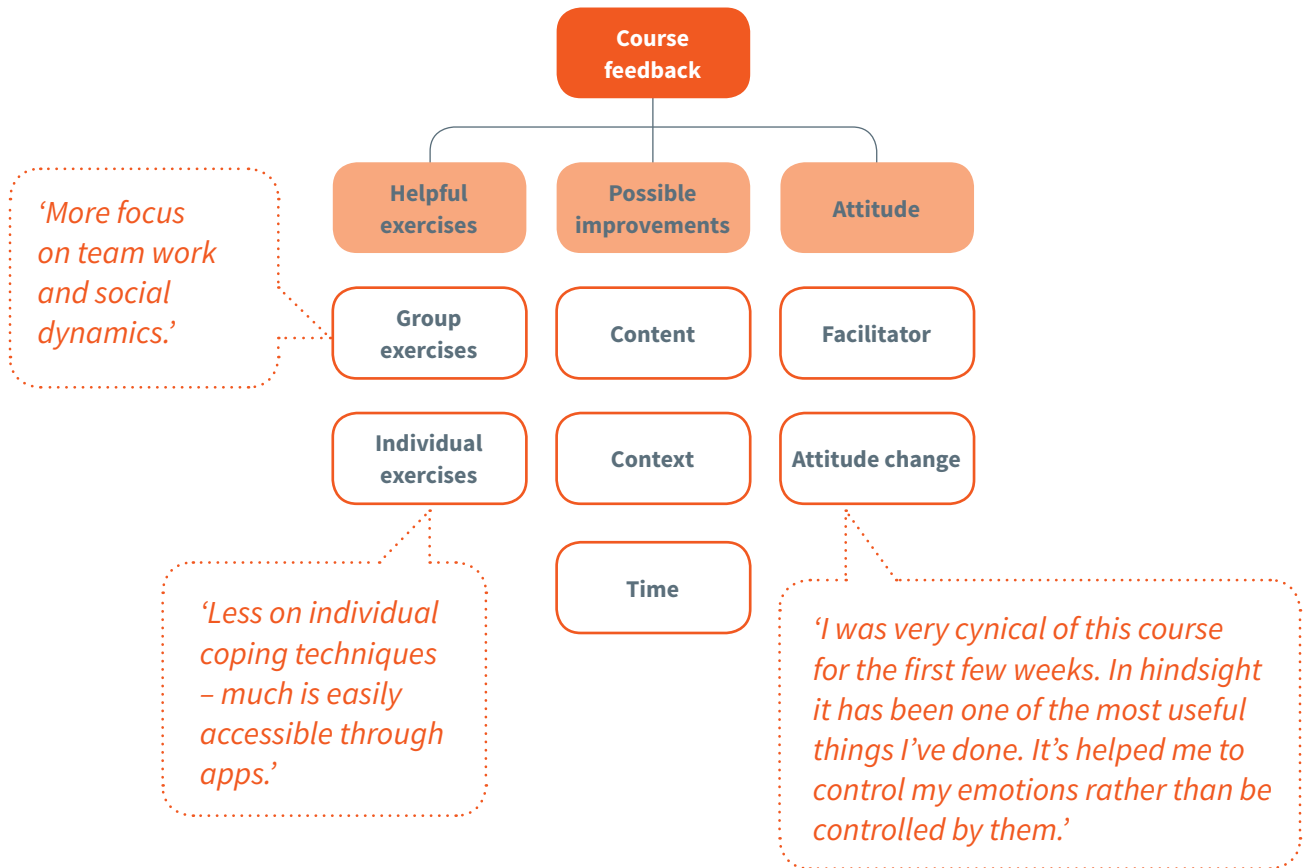 Course
feedback
Helpful
exercises
Possible
improvements
Attitude
‘More focus
on team work
and social
dynamics.’
Group
exercises
Content
Facilitator
Individual
exercises
Context
Attitude change
Time
‘Less on individual
coping techniques
– much is easily
accessible through
apps.’
‘I was very cynical of this course
for the first few weeks. In hindsight
it has been one of the most useful
things I’ve done. It’s helped me to
control my emotions rather than be
controlled by them.’